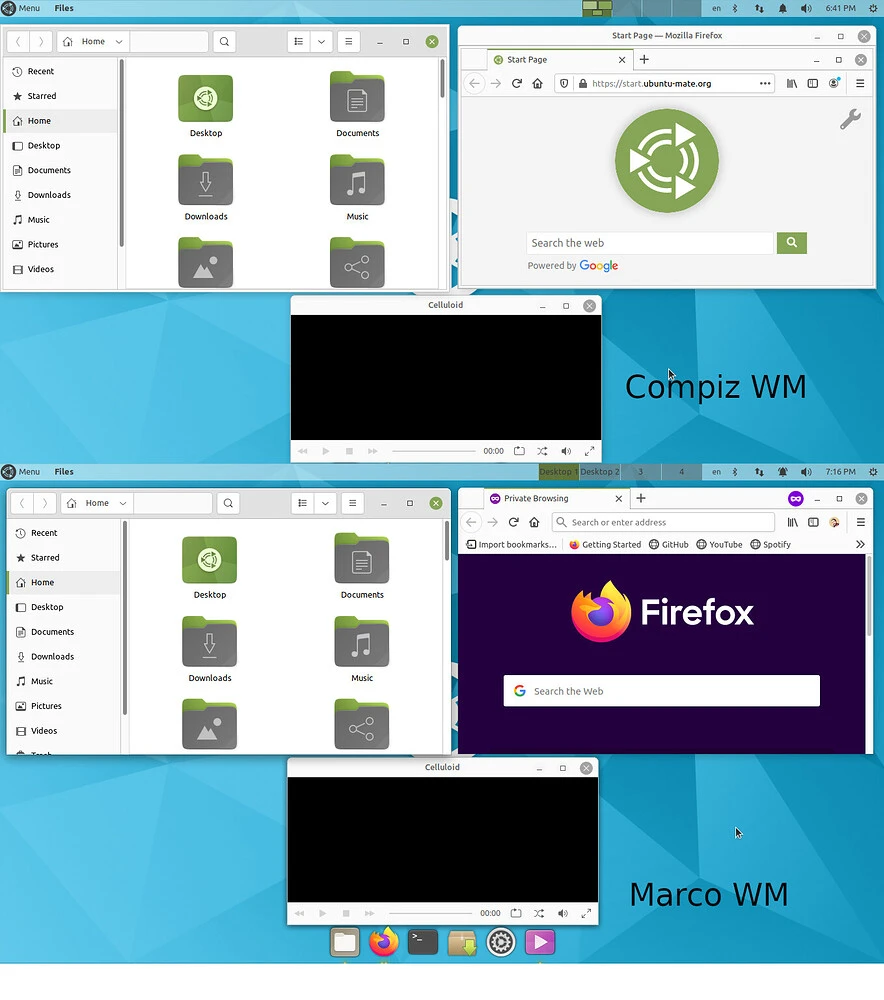 Menu Files en 6:41 PM
Home
Recent
Starred
Home
Desktop
Documents
Downloads
Music
Pictures
Videos
Desktop
Documents
Downloads
Music
Start Page — Mozilla Firefox
Start Page
https://start.ubuntu-mate.org
Search the web
Powered by Google
Celluloid
00:00
Compiz WM
Menu Files Desktop 1 Desktop 2 3 4 en 7:16 PM
Home
Recent
Starred
Home
Desktop
Documents
Downloads
Music
Pictures
Videos
Desktop
Documents
Downloads
Music
Private Browsing
Search or enter address
Import bookmarks... Getting Started GitHub YouTube Spotify
Firefox
Search the Web
Celluloid
00:00
Marco WM